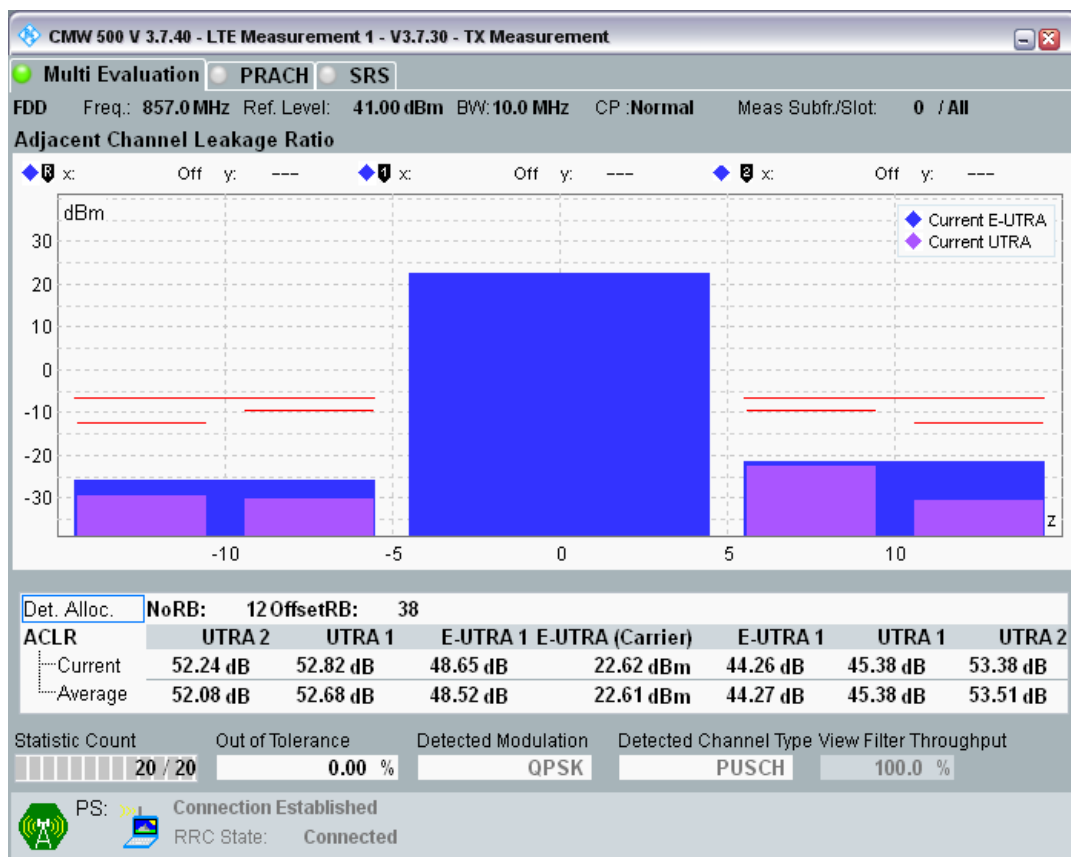 CMW 500 V 3.7.40 - LTE Measurement 1 - V3.7.30 - TX Measurement
Multi Evaluation PRACH SRS
FDD Freq.: 857.0 MHz Ref. Level: 41.00 dBm BW: 10.0 MHz CP :Normal Meas Subfr./Slot: 0 / All
Adjacent Channel Leakage Ratio
R x: Off y: --- 1 x: Off y: --- 2 x: Off y: ---
dBm
Current E-UTRA
Current UTRA
30
20
10
0
-10
-20
-30
z
-10 -5 0 5 10
Det. Alloc. NoRB: 12 OffsetRB: 38
ACLR UTRA 2 UTRA 1 E-UTRA 1 E-UTRA (Carrier) E-UTRA 1 UTRA 1 UTRA 2
Current 52.24 dB 52.82 dB 48.65 dB 22.62 dBm 44.26 dB 45.38 dB 53.38 dB
Average 52.08 dB 52.68 dB 48.52 dB 22.61 dBm 44.27 dB 45.38 dB 53.51 dB
Statistic Count Out of Tolerance Detected Modulation Detected Channel Type View Filter Throughput
20 / 20 0.00 % QPSK PUSCH 100.0 %
PS: Connection Established
RRC State: Connected